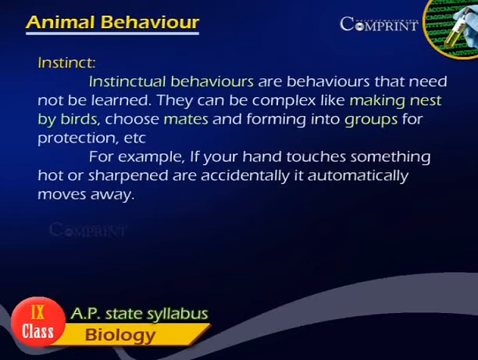 Animal Behaviour
COMPRINT
Instinct:
Instinctual behaviours are behaviours that need
not be learned. They can be complex like making nest
by birds, choose mates and forming into groups for
protection, etc
For example, If your hand touches something
hot or sharpened are accidentally it automatically
moves away.
COMPRINT
IX
Class
A.P. state syllabus
Biology